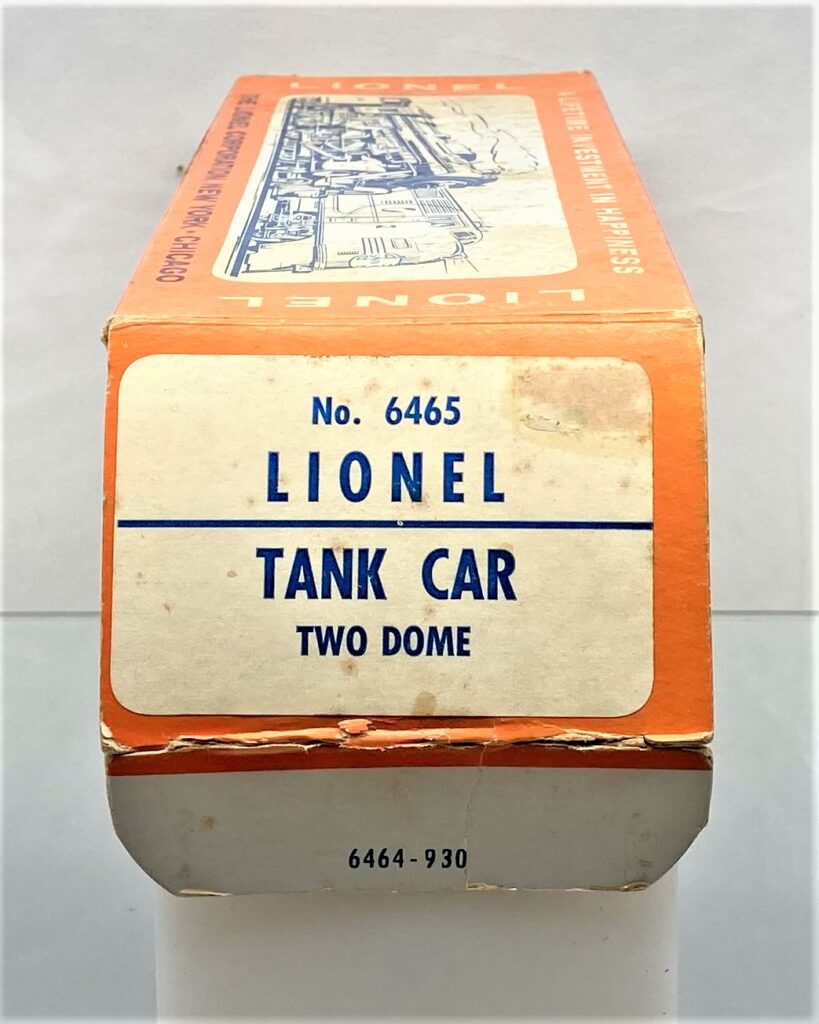 LIONEL
THE LIONEL CORPORATION NEW YORK • CHICAGO
A LIFETIME INVESTMENT IN HAPPINESS
LIONEL
No. 6465
LIONEL
TANK CAR
TWO DOME
6464-930